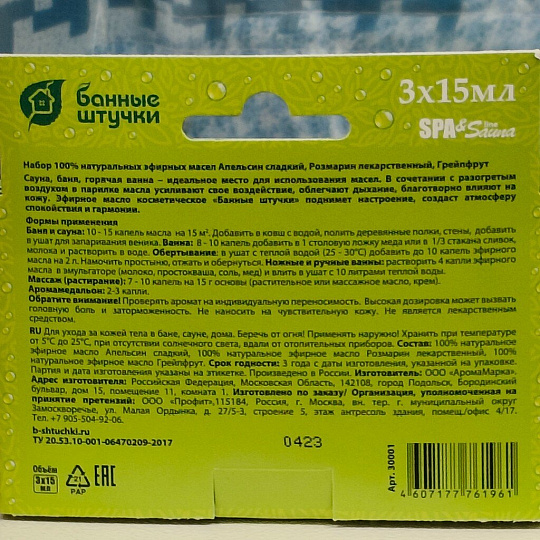 банные
штучки
3х15мл
SPA & Sauna line
Набор 100% натуральных эфирных масел Апельсин сладкий, Розмарин лекарственный, Грейпфрут
Сауна, баня, горячая ванна – идеальное место для использования масел. В сочетании с разогретым
воздухом в парилке масла усиливают свое воздействие, облегчают дыхание, благотворно влияют на
кожу. Эфирное масло косметическое «Банные штучки» поднимет настроение, создаст атмосферу
спокойствия и гармонии.
Формы применения
Баня и сауна: 10 - 15 капель масла на 15 м². Добавить в ковш с водой, полить деревянные полки, стены, добавить
в ушат для запаривания веника. Ванна: 8 - 10 капель добавить в 1 столовую ложку меда или в 1/3 стакана сливок,
молока и растворить в воде. Обертывание: в ушат с теплой водой (25 - 30°С) добавить до 10 капель эфирного
масла на 2 л. Намочить простыню, отжать и обернуться. Ножные и ручные ванны: растворить 4 капли эфирного
масла в эмульгаторе (молоко, простокваша, соль, мед) и влить в ушат с 10 литрами теплой воды.
Массаж (растирание): 7 - 10 капель на 15 г основы (растительное или массажное масло, крем).
Аромамедальон: 2-3 капли.
Обратите внимание! Проверять аромат на индивидуальную переносимость. Высокая дозировка может вызвать
головную боль и заторможенность. Не наносить на чувствительную кожу. Не является лекарственным
средством.
RU Для ухода за кожей тела в бане, сауне, дома. Беречь от огня! Применять наружно! Хранить при температуре
от 5°С до 25°С, при отсутствии солнечного света, вдали от отопительных приборов. Состав: 100% натуральное
эфирное масло Апельсин сладкий, 100% натуральное эфирное масло Розмарин лекарственный, 100%
натуральное эфирное масло Грейпфрут. Срок годности: 3 года с даты изготовления, указанной на упаковке.
Партия и дата изготовления указаны на этикетке. Произведено в России. Изготовитель: ООО «АромаМарка».
Адрес изготовителя: Российская Федерация, Московская Область, 142108, город Подольск, Бородинский
бульвар, дом 15, помещение 11, комната 1. Изготовлено по заказу/ Организация, уполномоченная на
принятие претензий: ООО «Профит»,115184, Россия, г. Москва, вн. тер. г. муниципальный округ
Замоскворечье, ул. Малая Ордынка, д. 27/5-3, строение 5, этаж антресоль здания, помещ/офис 4/17.
Тел. +7 905-504-92-06.
b-shtuchki.ru
ТУ 20.53.10-001-06470209-2017
0423
Объём
3х15
мл
21
PAP
EAC
Арт. 30001
4 607177 761961